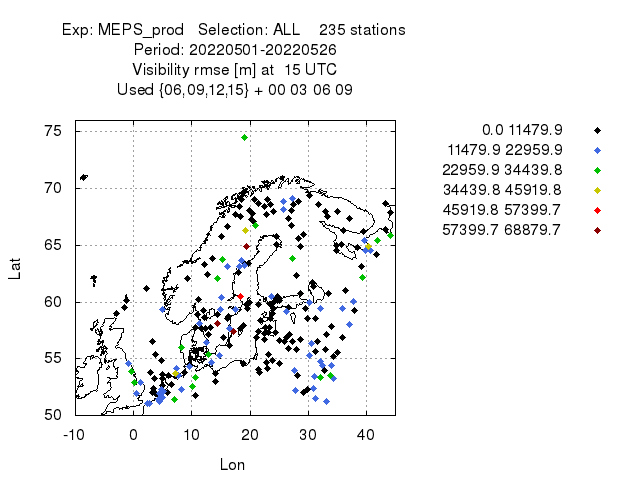 Exp: MEPS_prod Selection: ALL 235 stations
Period: 20220501-20220526
Visibility rmse [m] at 15 UTC
Used {06,09,12,15} + 00 03 06 09
0.0 11479.9
11479.9 22959.9
22959.9 34439.8
34439.8 45919.8
45919.8 57399.7
57399.7 68879.7
75
70
65
60
55
50
Lat
-10 0 10 20 30 40
Lon